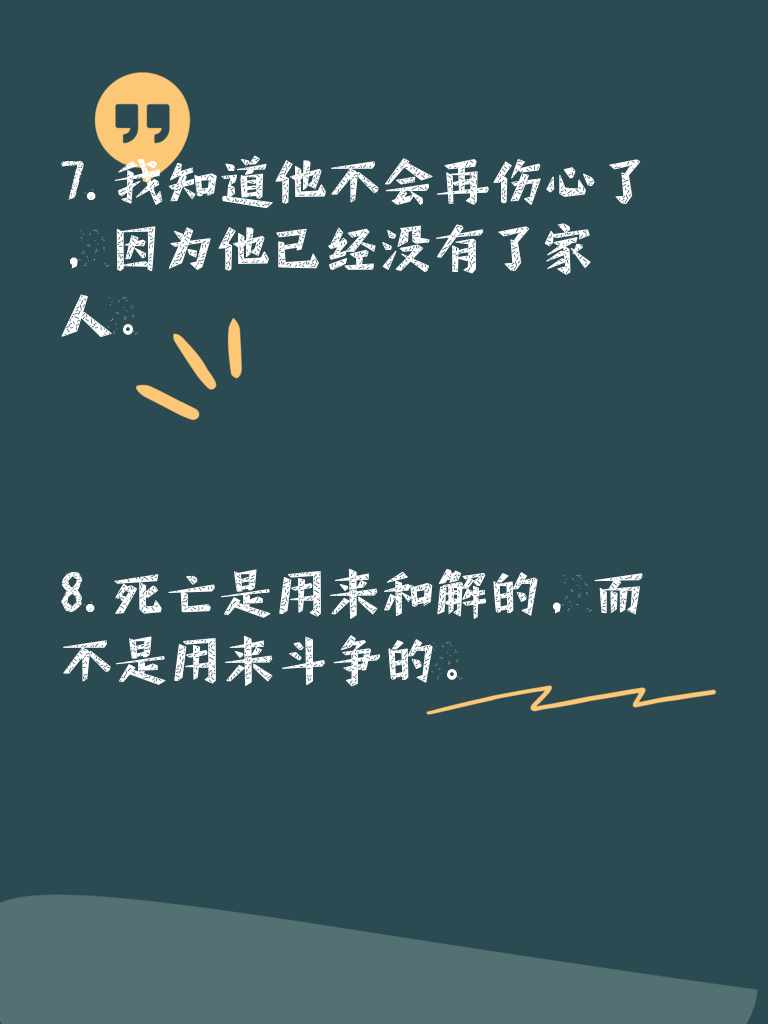 7. 我知道他不会再伤心了
，因为他已经没有了家
人。
8. 死亡是用来和解的，而
不是用来斗争的。